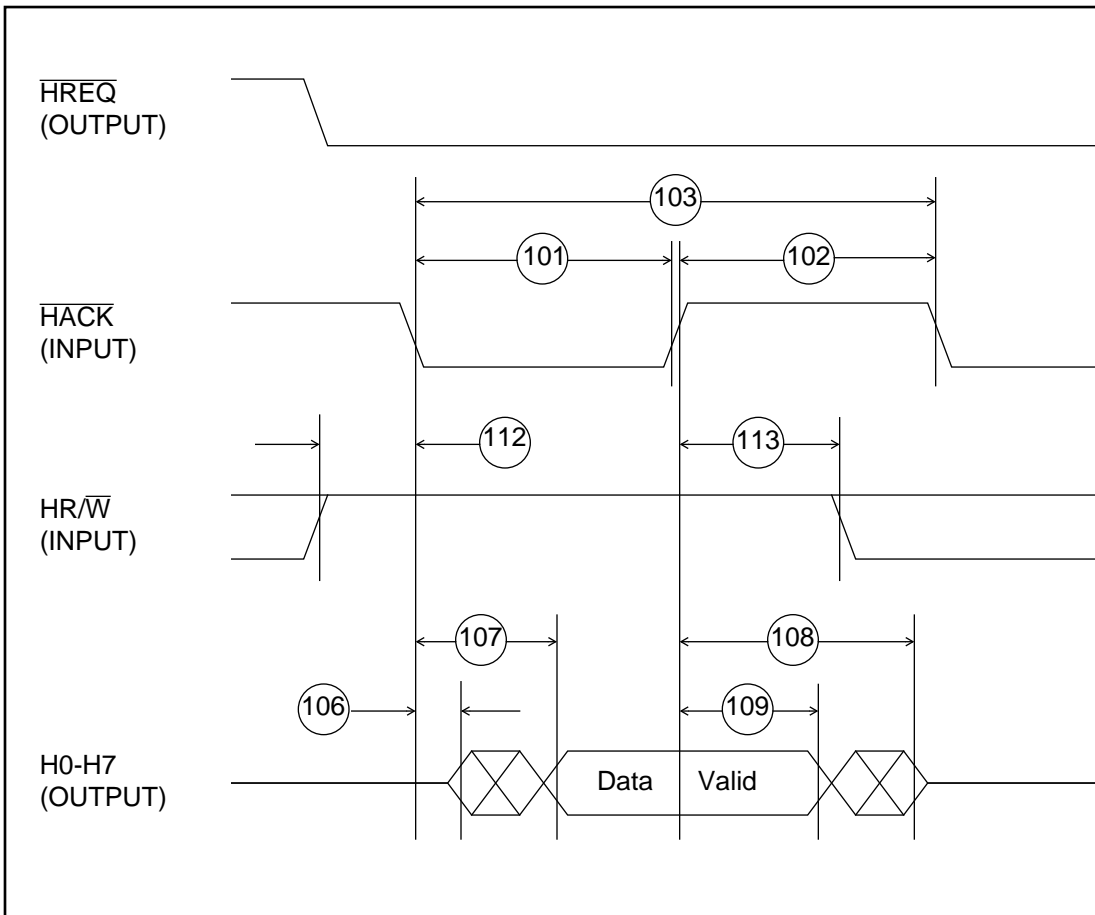 HREQ
(OUTPUT)
103
101
102
HACK
(INPUT)
112
113
HR/W
(INPUT)
107
108
106
109
H0-H7
(OUTPUT)
Data Valid